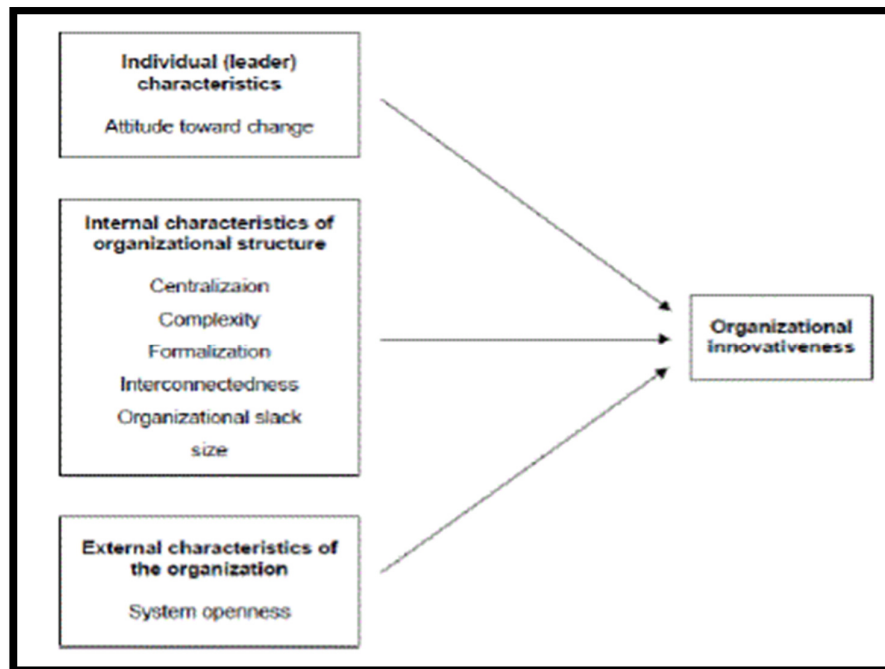 Individual (leader)
characteristics
Attitude toward change
Internal characteristics of
organizational structure
Centralizaion
Complexity
Formalization
Interconnectedness
Organizational slack
size
Organizational
innovativeness
External characteristics of
the organization
System openness